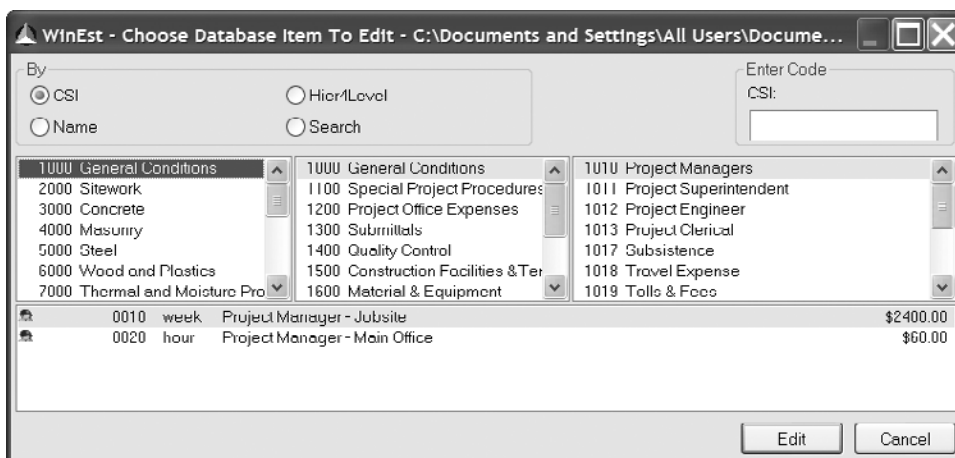 WinEst - Choose Database Item To Edit - C:\Documents and Settings\All Users\Docume...
By
CSI
Hier4Level
Name
Search
Enter Code
CSI:
1000 General Conditions
2000 Sitework
3000 Concrete
4000 Masonry
5000 Steel
6000 Wood and Plastics
7000 Thermal and Moisture Pro
1000 General Conditions
1100 Special Project Procedures
1200 Project Office Expenses
1300 Submittals
1400 Quality Control
1500 Construction Facilities &Ter
1600 Material & Equipment
1010 Project Managers
1011 Project Superintendent
1012 Project Engineer
1013 Project Clerical
1017 Subsistence
1018 Travel Expense
1019 Tolls & Fees
0010 week Project Manager - Jobsite $2400.00
0020 hour Project Manager - Main Office $60.00
Edit Cancel